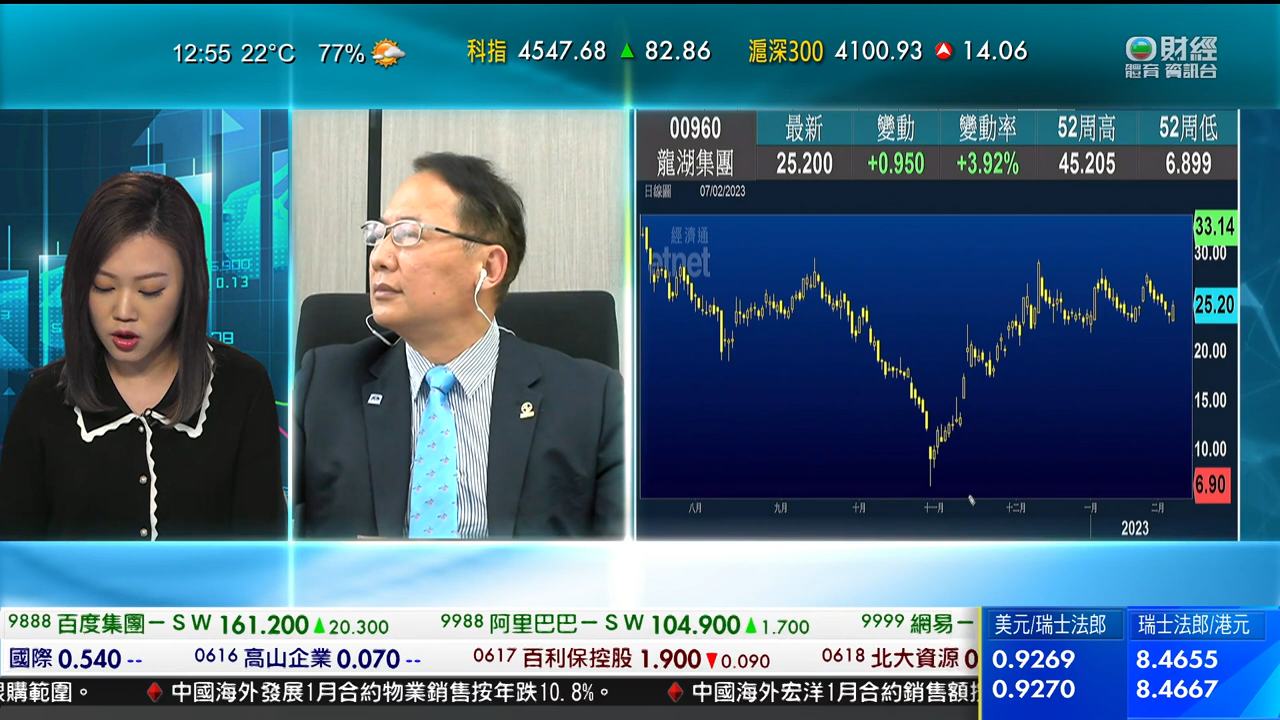 12:55 22°C 77%
科指 4547.68 ▲ 82.86 滬深300 4100.93 ▲ 14.06
財經
體育 資訊台
00960 最新 變動 變動率 52周高 52周低
龍湖集團 25.200 +0.950 +3.92% 45.205 6.899
日線圖 07/02/2023
經濟通
etnet
33.14
30.00
25.20
20.00
15.00
10.00
6.90
八月 九月 十月 十一月 十二月 一月 二月
2023
9888 百度集團－ＳＷ 161.200 ▲ 20.300 9988 阿里巴巴－ＳＷ 104.900 ▲ 1.700 9999 網易－
國際 0.540 -- 0616 高山企業 0.070 -- 0617 百利保控股 1.900 ▼ 0.090 0618 北大資源 0
購範圍。 中國海外發展1月合約物業銷售按年跌10.8%。 中國海外宏洋1月合約銷售額
美元/瑞士法郎 瑞士法郎/港元
0.9269 8.4655
0.9270 8.4667